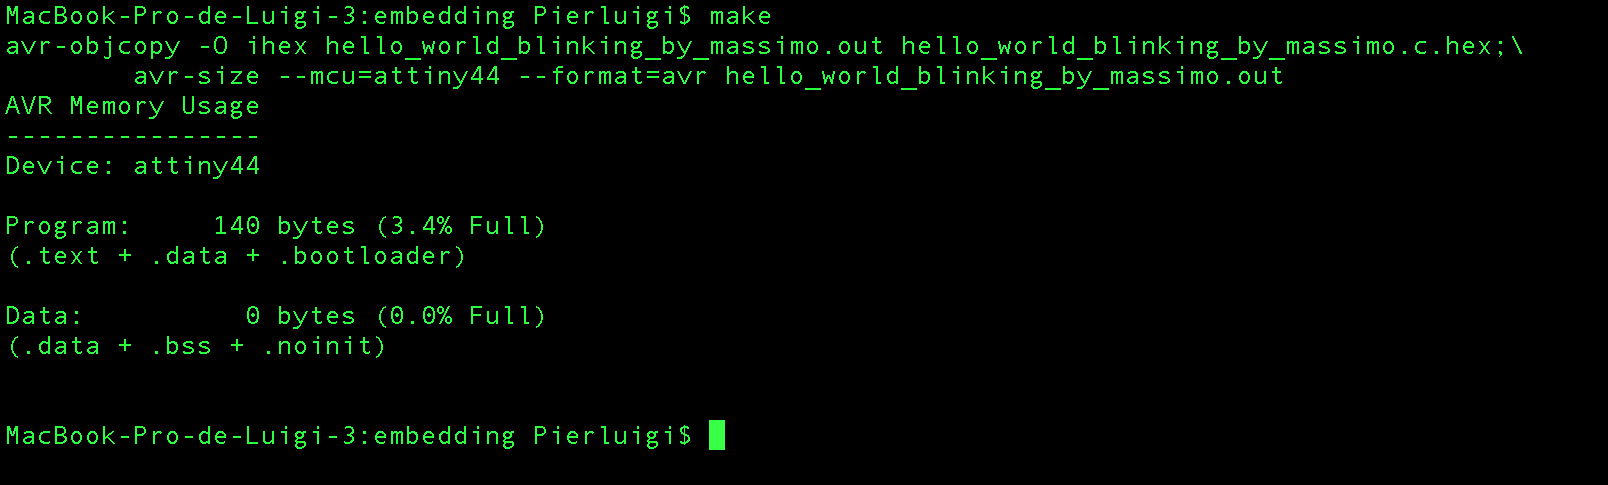 MacBook-Pro-de-Luigi-3:embedding Pierluigi$ make
avr-objcopy -O ihex hello_world_blinking_by_massimo.out hello_world_blinking_by_massimo.c.hex;\
        avr-size --mcu=attiny44 --format=avr hello_world_blinking_by_massimo.out
AVR Memory Usage
----------------
Device: attiny44

Program:     140 bytes (3.4% Full)
(.text + .data + .bootloader)

Data:          0 bytes (0.0% Full)
(.data + .bss + .noinit)


MacBook-Pro-de-Luigi-3:embedding Pierluigi$